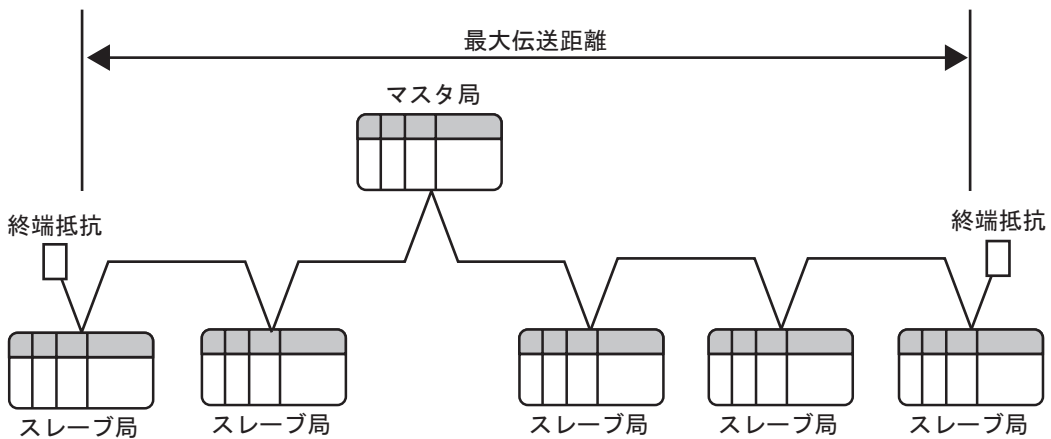 最大伝送距離
マスタ局
終端抵抗
終端抵抗
スレーブ局
スレーブ局
スレーブ局
スレーブ局
スレーブ局